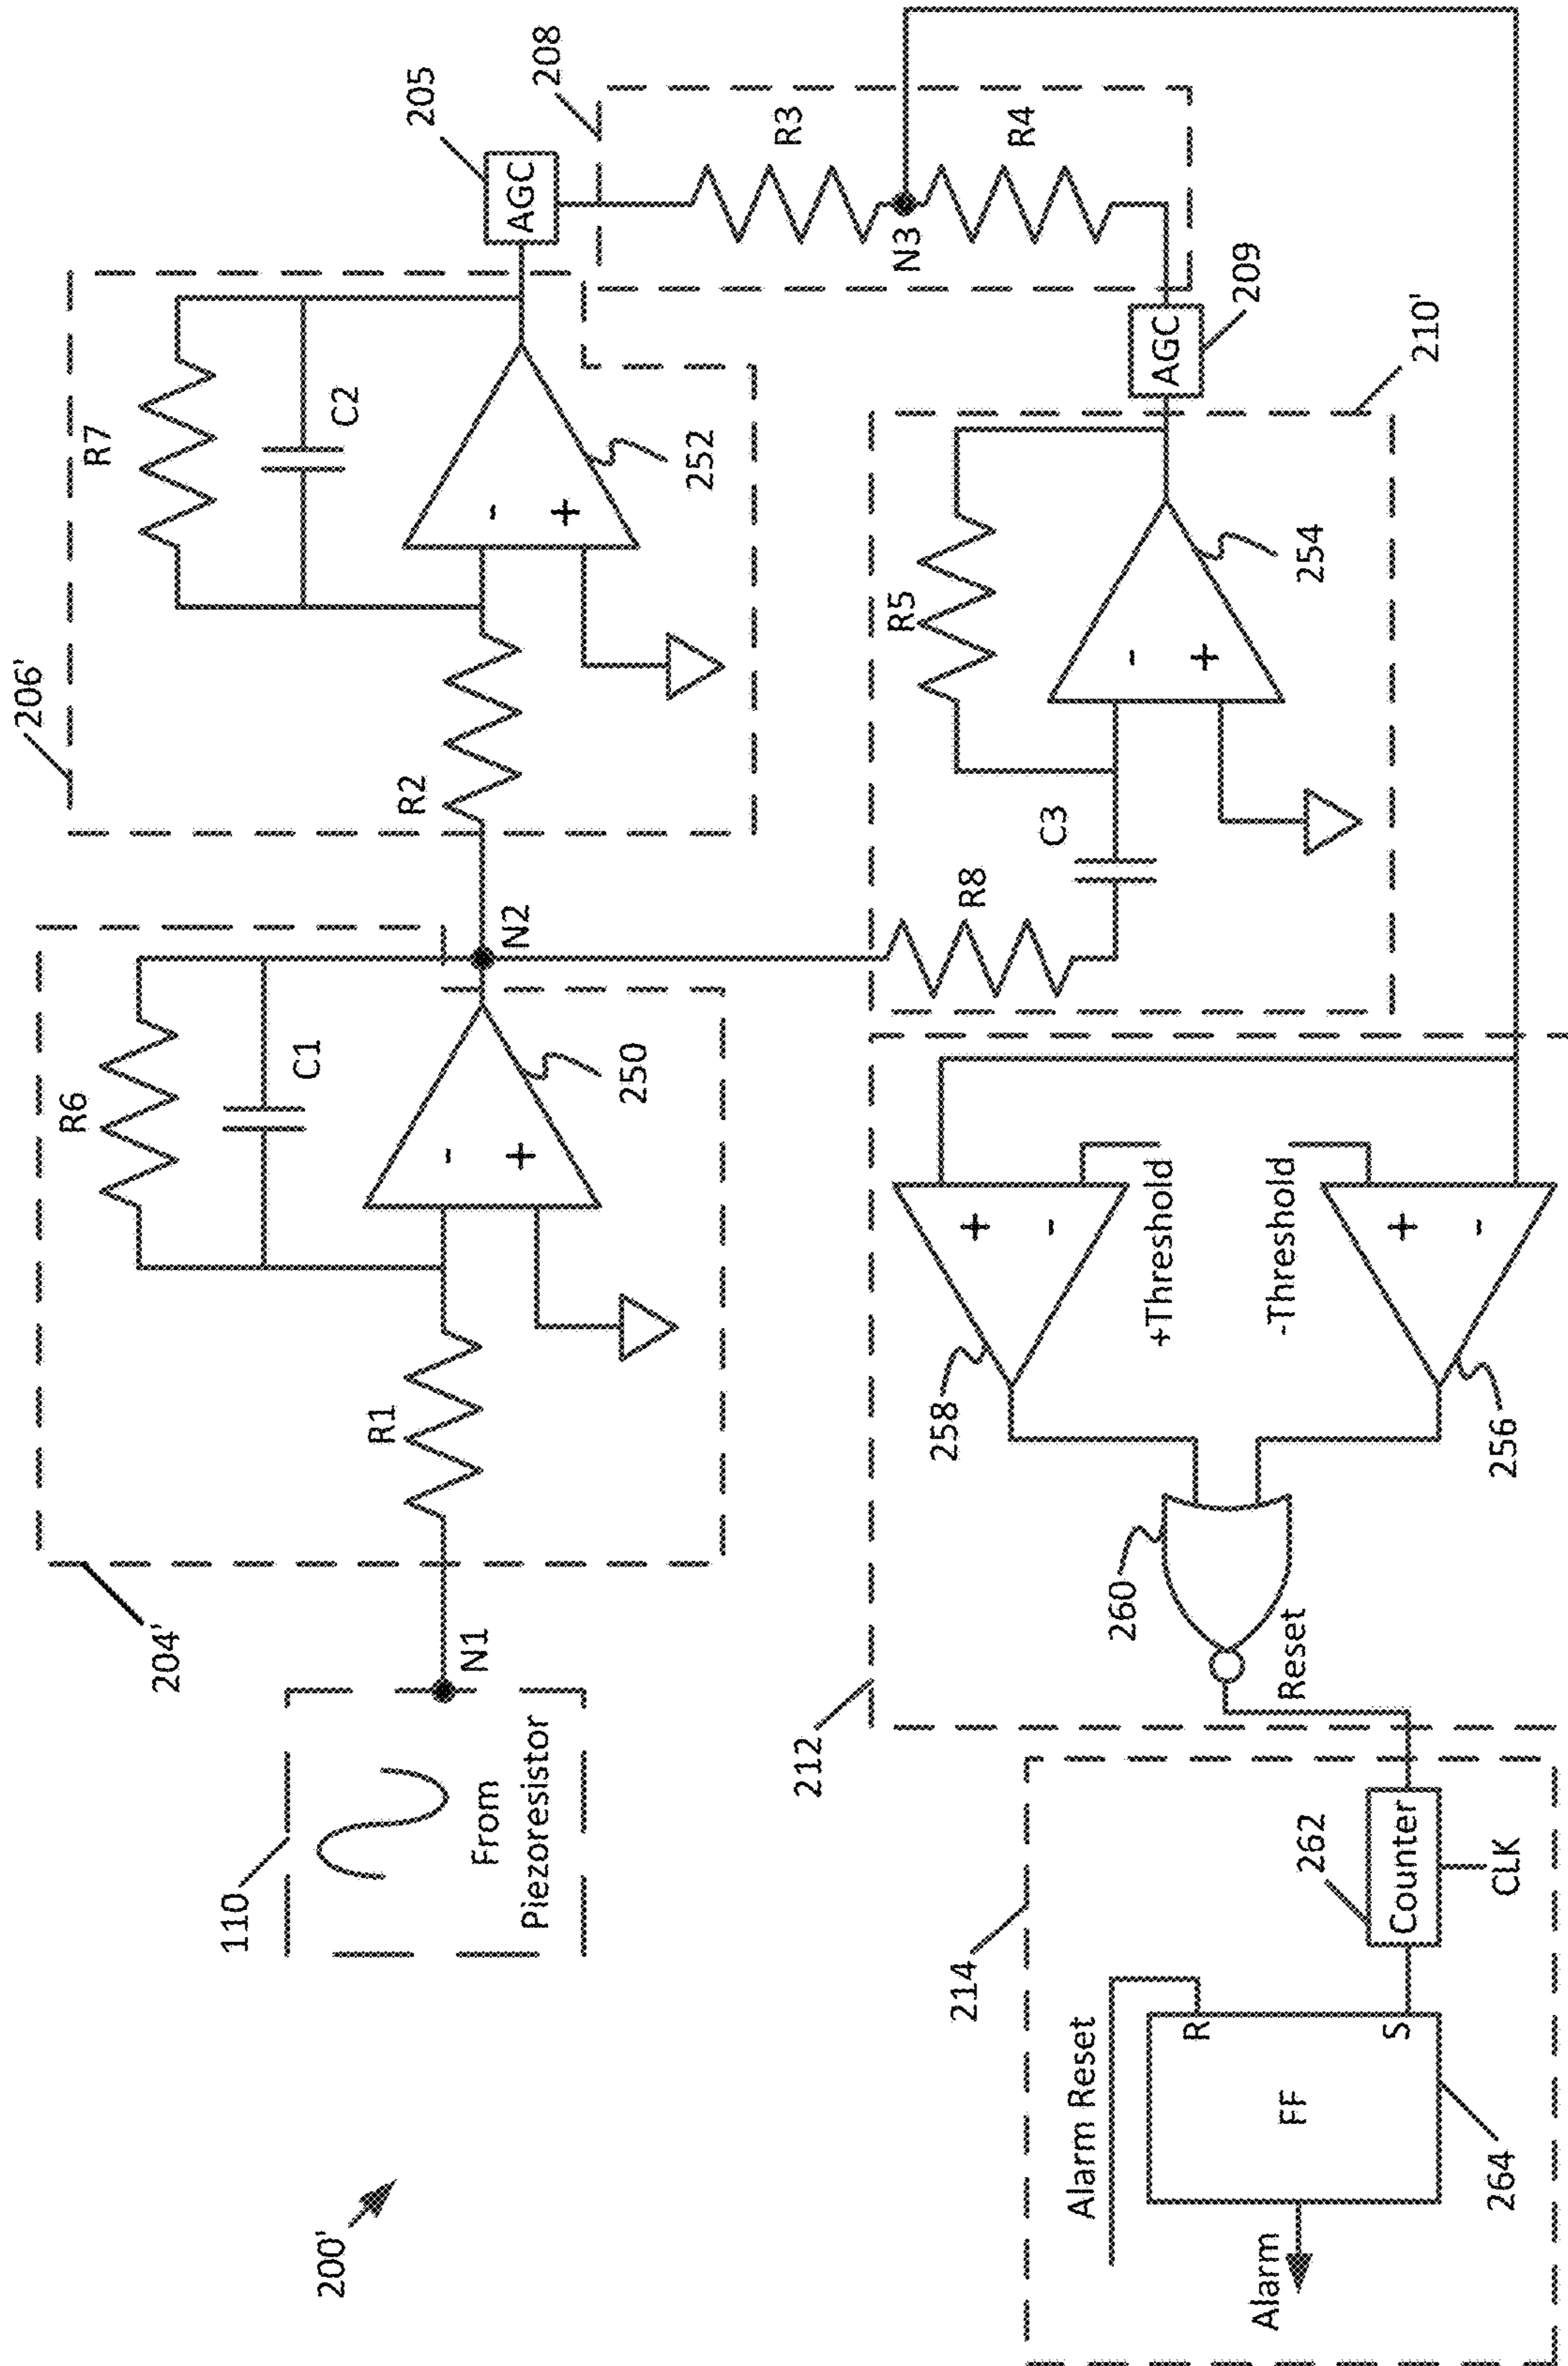 200'
110
From
Piezoresistor
N1
204'
R1
R6
C1
-
+
250
N2
206'
R2
R7
C2
-
+
252
205
AGC
208
R3
N3
R4
209
AGC
210'
R8
C3
R5
-
+
254
212
+
-
258
+Threshold
-Threshold
+
-
256
260
Reset
214
262
Counter
CLK
Alarm Reset
R
S
FF
264
Alarm